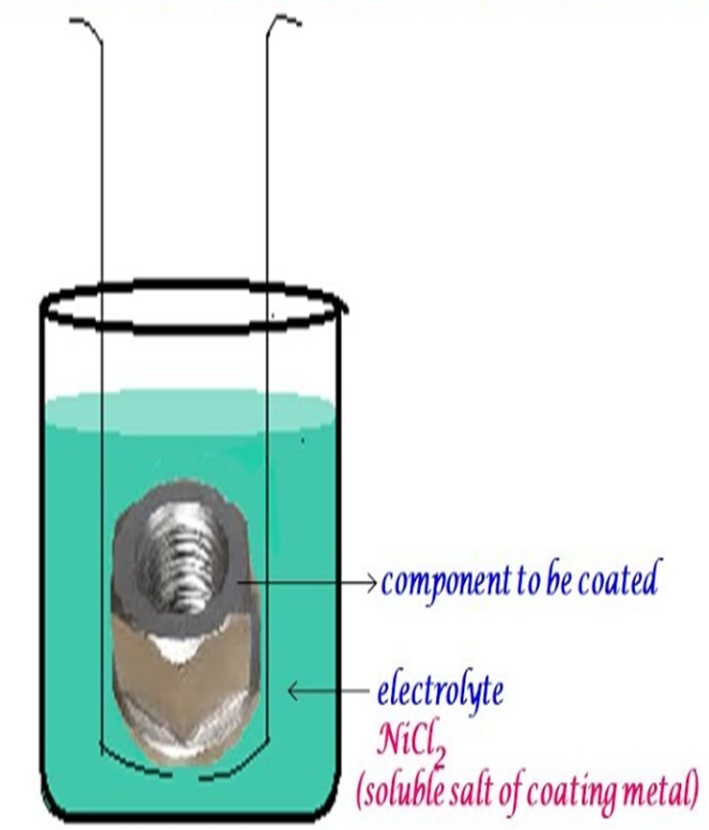 component to be coated
electrolyte
NiCl₂
(soluble salt of coating metal)